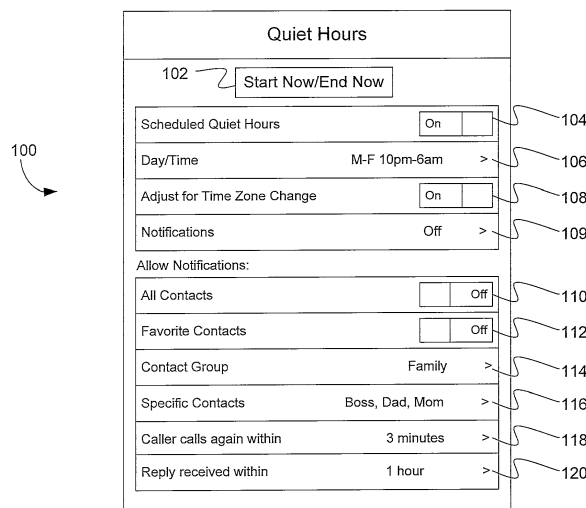 Quiet Hours
102 Start Now/End Now
Scheduled Quiet Hours On 104
100
Day/Time M-F 10pm-6am > 106
Adjust for Time Zone Change On 108
Notifications Off > 109
Allow Notifications:
All Contacts Off 110
Favorite Contacts Off 112
Contact Group Family > 114
Specific Contacts Boss, Dad, Mom > 116
Caller calls again within 3 minutes > 118
Reply received within 1 hour > 120